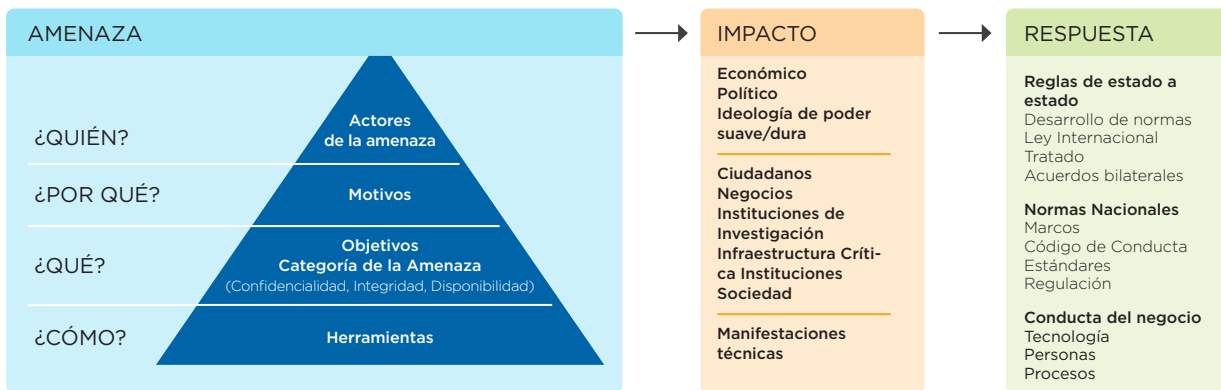 AMENAZA
¿QUIÉN?
Actores
de la amenaza
¿POR QUÉ?
Motivos
¿QUÉ?
Objetivos
Categoría de la Amenaza
(Confidencialidad, Integridad, Disponibilidad)
¿CÓMO?
Herramientas
IMPACTO
Económico
Político
Ideología de poder
suave/dura
Ciudadanos
Negocios
Instituciones de
Investigación
Infraestructura Críti-
ca Instituciones
Sociedad
Manifestaciones
técnicas
RESPUESTA
Reglas de estado a
estado
Desarrollo de normas
Ley Internacional
Tratado
Acuerdos bilaterales
Normas Nacionales
Marcos
Código de Conducta
Estándares
Regulación
Conducta del negocio
Tecnología
Personas
Procesos